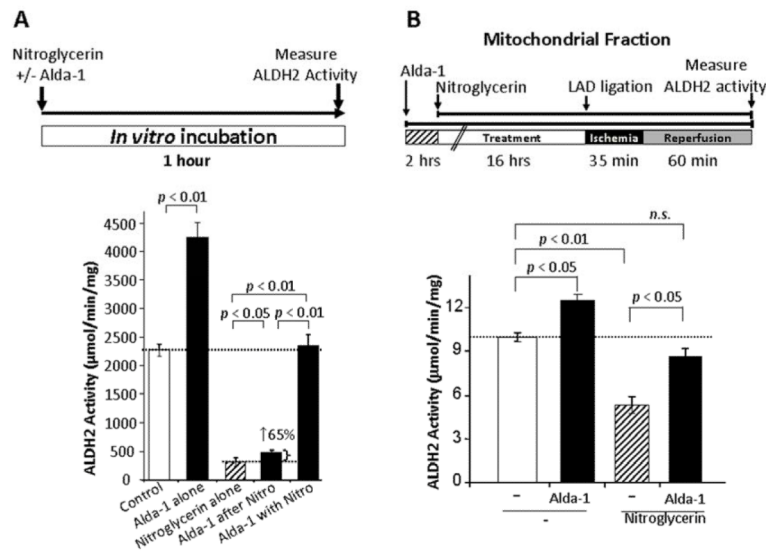 A
Nitroglycerin
+/- Alda-1
Measure
ALDH2 Activity
In vitro incubation
1 hour
p < 0.01
p < 0.01
p < 0.05
p < 0.01
↑65%
ALDH2 Activity (μmol/min/mg)
4500
4000
3500
3000
2500
2000
1500
1000
500
0
Control
Alda-1 alone
Nitroglycerin alone
Alda-1 after Nitro
Alda-1 with Nitro
B
Mitochondrial Fraction
Alda-1
Nitroglycerin
LAD ligation
Measure
ALDH2 activity
Treatment
Ischemia
Reperfusion
2 hrs
16 hrs
35 min
60 min
n.s.
p < 0.01
p < 0.05
p < 0.05
ALDH2 Activity (μmol/min/mg)
12
9
6
3
0
– Alda-1 – Alda-1
- Nitroglycerin